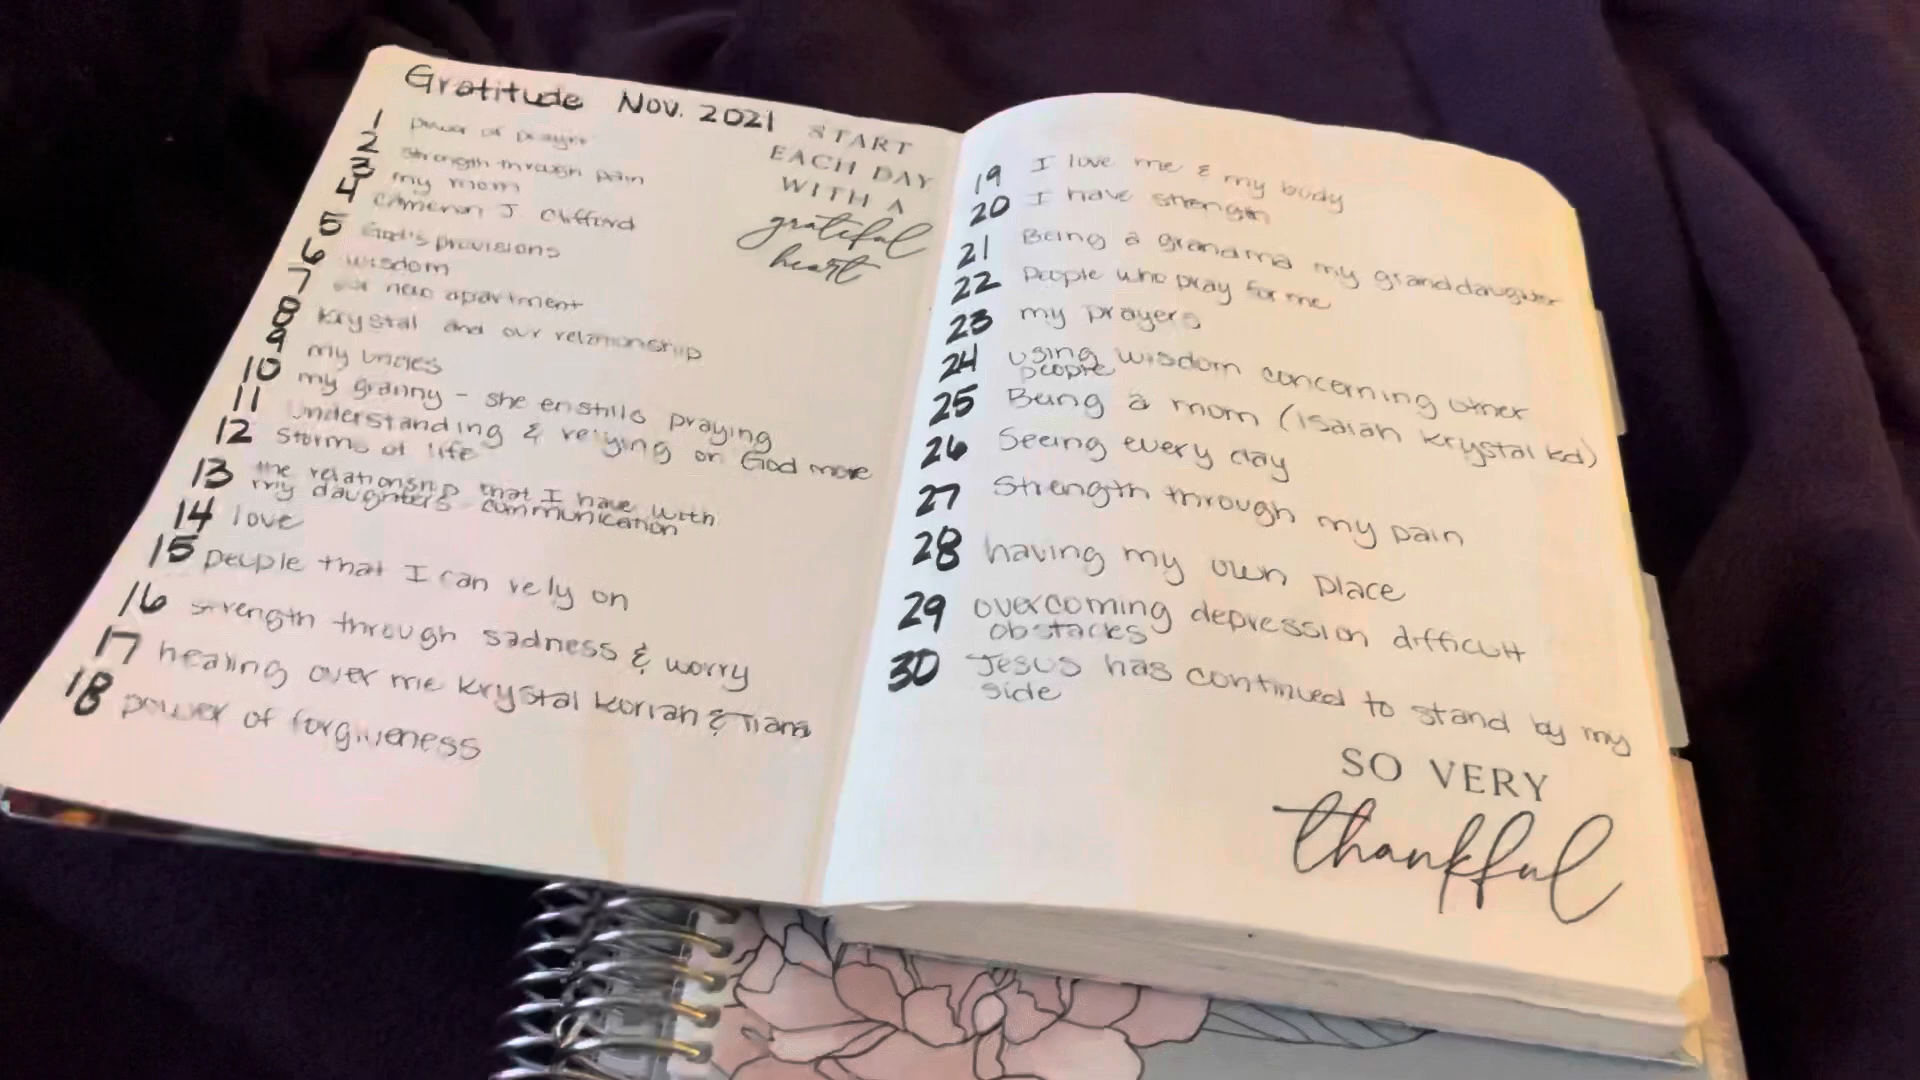 Gratitude Nov. 2021
START
EACH DAY
WITH A
grateful
heart
1 power of prayer
2 strength through pain
3 my mom
4 Cameron J. Clifford
5 God's provisions
6 wisdom
7 new apartment
8 Krystal and our relationship
9 my uncles
10 my granny - she enstills praying
11 Understanding & relying on God more
12 storms of life
13 the relationship that I have with
my daughters communication
14 love
15 people that I can rely on
16 strength through sadness & worry
17 healing over me Krystal Korian & Tiana
18 power of forgiveness
19 I love me & my body
20 I have strength
21 Being a grandma my granddaughter
22 People who pray for me
23 my prayers
24 using wisdom concerning other
people
25 Being a mom (Isaiah Krystal Kd)
26 Seeing every day
27 Strength through my pain
28 having my own place
29 overcoming depression difficult
obstacles
30 Jesus has continued to stand by my
side
SO VERY
thankful